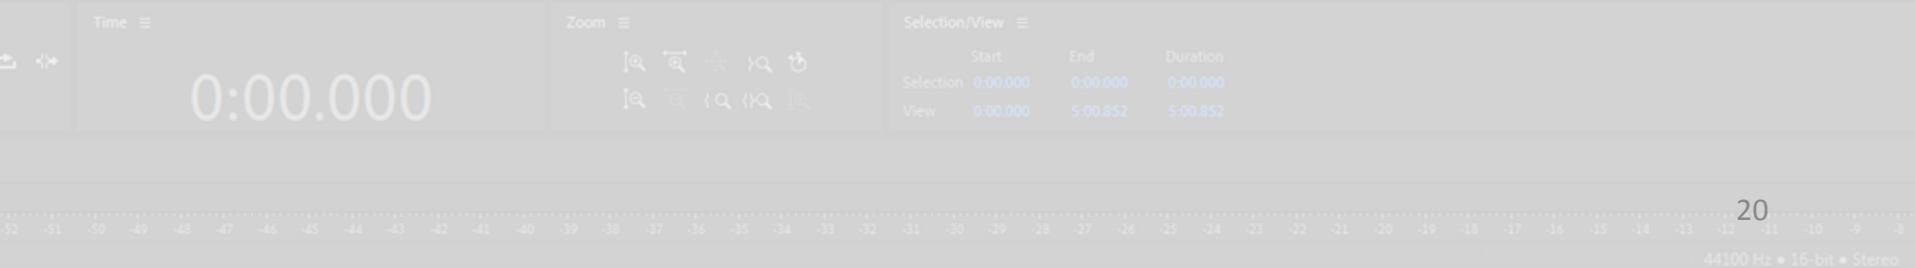 Time Zoom Selection/View
Start End Duration
0:00.000
Selection 0:00.000 0:00.000 0:00.000
View 0:00.000 5:00.852 5:00.852
20
-52 -51 -50 -49 -48 -47 -46 -45 -44 -43 -42 -41 -40 -39 -38 -37 -36 -35 -34 -33 -32 -31 -30 -29 -28 -27 -26 -25 -24 -23 -22 -21 -20 -19 -18 -17 -16 -15 -14 -13 -12 -11 -10 -9 -8
44100 Hz ● 16-bit ● Stereo